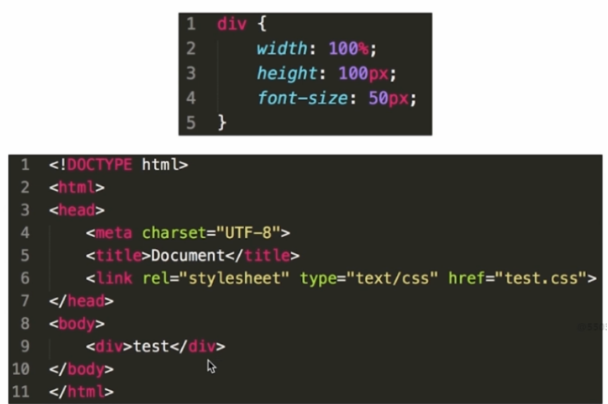 1 div {
2 width: 100%;
3 height: 100px;
4 font-size: 50px;
5 }
1 <!DOCTYPE html>
2 <html>
3 <head>
4 <meta charset="UTF-8">
5 <title>Document</title>
6 <link rel="stylesheet" type="text/css" href="test.css">
7 </head>
8 <body>
9 <div>test</div>
10 </body>
11 </html>